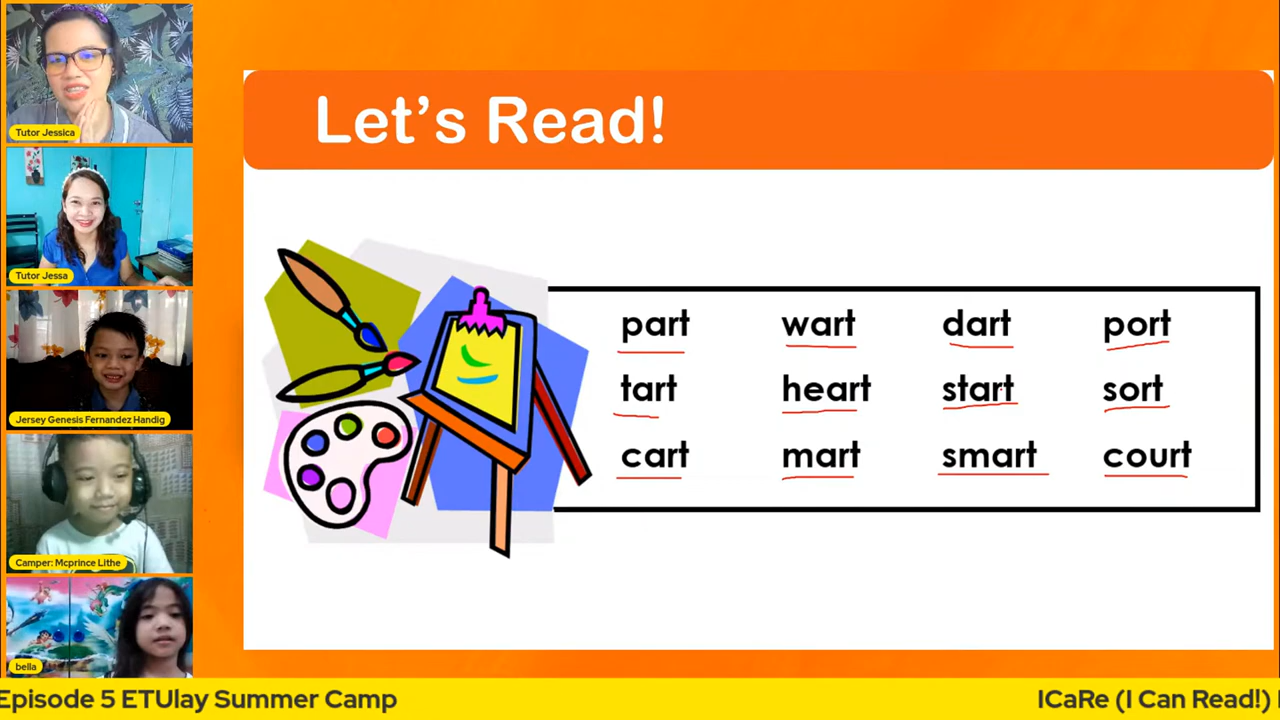 Tutor Jessica
Tutor Jessa
Jersey Genesis Fernandez Handig
Camper: Mcprince Lithe
bella
Let's Read!
part wart dart port
tart heart start sort
cart mart smart court
Episode 5 ETUlay Summer Camp ICaRe (I Can Read!)